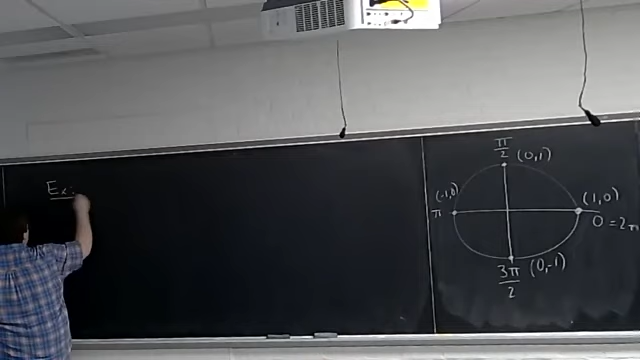 Ex:
π/2 (0,1)
(-1,0) (1,0)
π 0 = 2π
3π/2 (0,-1)